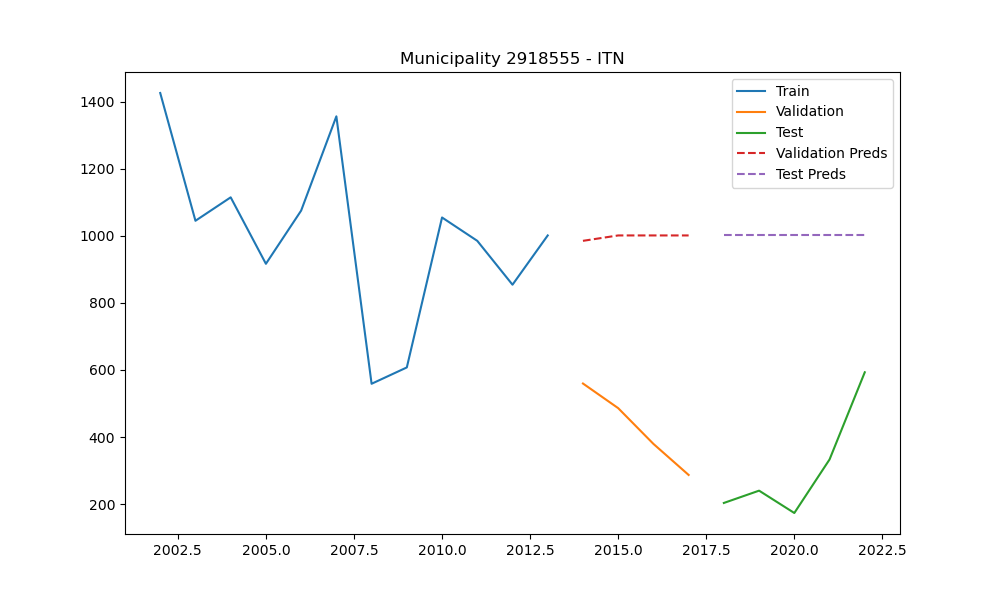 Municipality 2918555 - ITN
1400
1200
1000
800
600
400
200
2002.5 2005.0 2007.5 2010.0 2012.5 2015.0 2017.5 2020.0 2022.5
Train
Validation
Test
Validation Preds
Test Preds